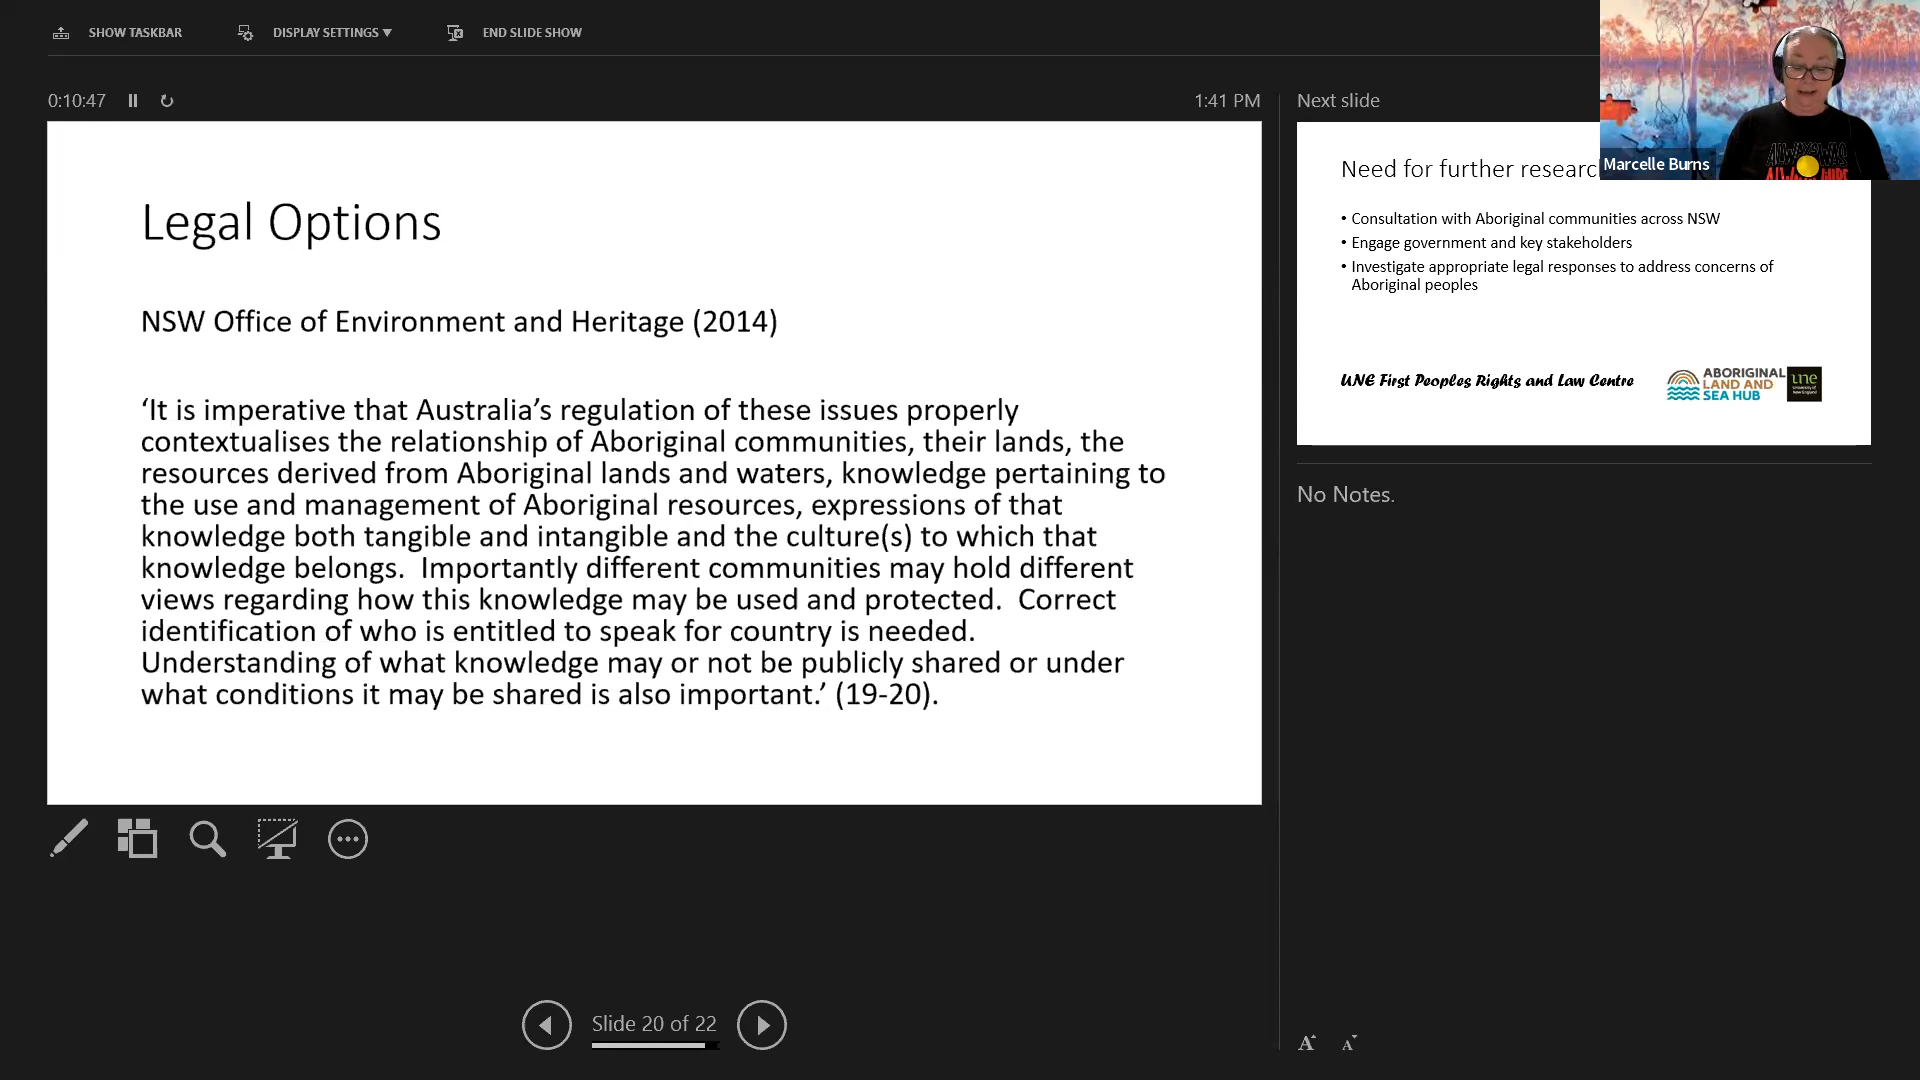 SHOW TASKBAR
DISPLAY SETTINGS ▼
END SLIDE SHOW
0:10:47
1:41 PM
Next slide
Legal Options
NSW Office of Environment and Heritage (2014)
‘It is imperative that Australia’s regulation of these issues properly
contextualises the relationship of Aboriginal communities, their lands, the
resources derived from Aboriginal lands and waters, knowledge pertaining to
the use and management of Aboriginal resources, expressions of that
knowledge both tangible and intangible and the culture(s) to which that
knowledge belongs.  Importantly different communities may hold different
views regarding how this knowledge may be used and protected.  Correct
identification of who is entitled to speak for country is needed.
Understanding of what knowledge may or not be publicly shared or under
what conditions it may be shared is also important.’ (19-20).
Slide 20 of 22
Marcelle Burns
ALWAYS WAS
Need for further
• Consultation with Aboriginal communities across NSW
• Engage government and key stakeholders
• Investigate appropriate legal responses to address concerns of
Aboriginal peoples
UNE First Peoples Rights and Law Centre
ABORIGINAL
LAND AND
SEA HUB
une
No Notes.
A A